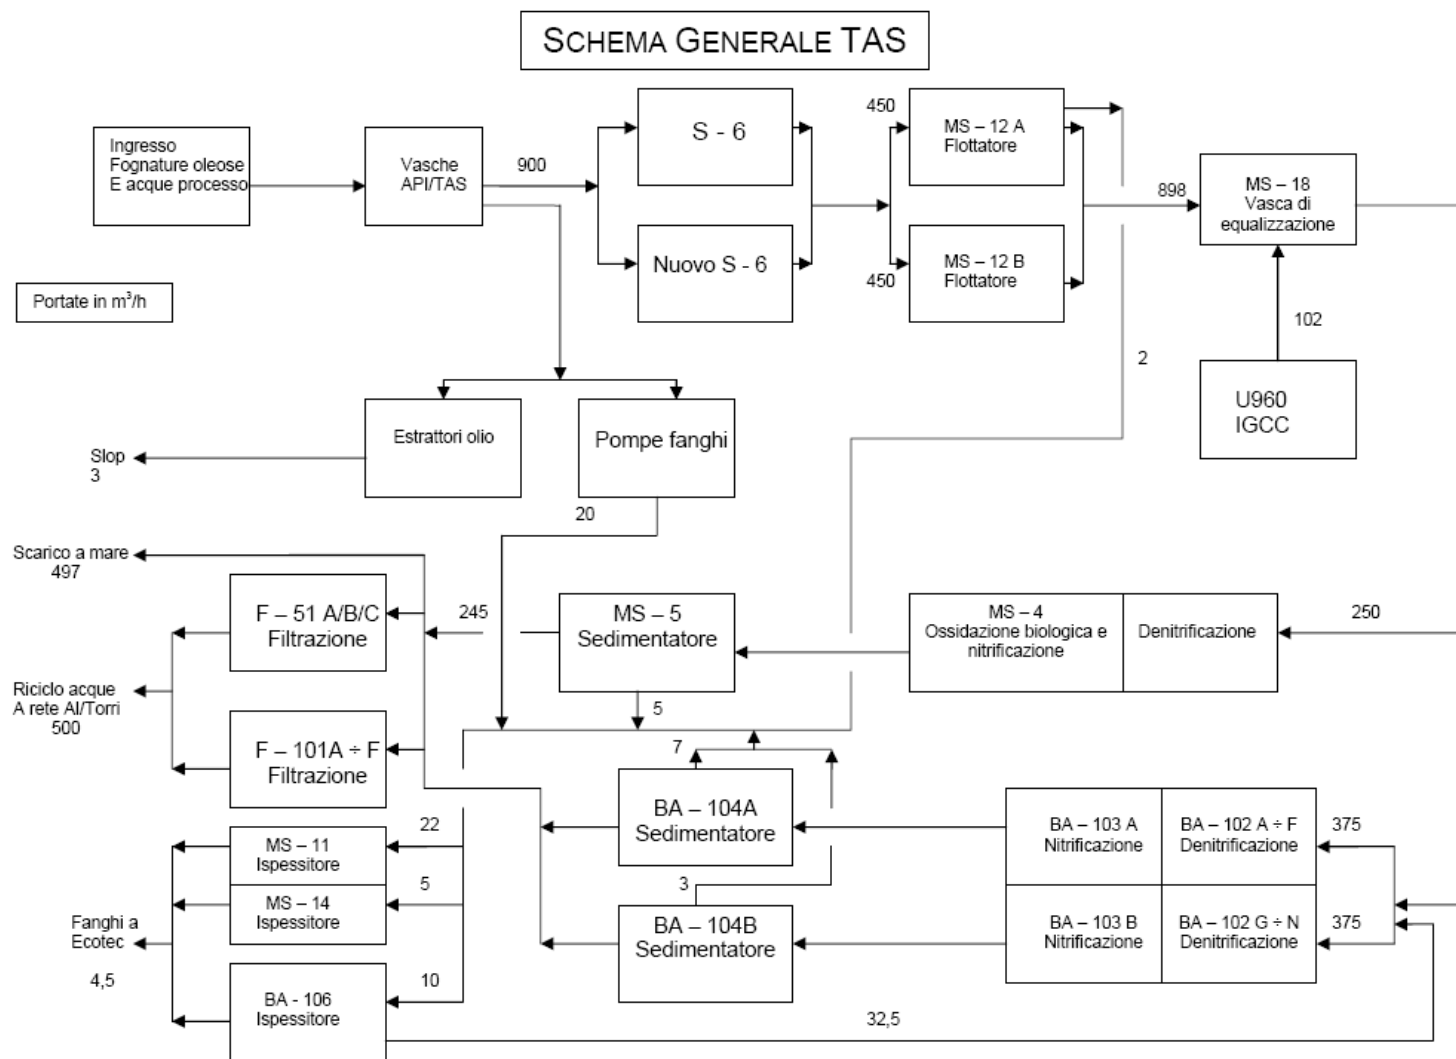 SCHEMA GENERALE TAS
Ingresso
Fognature oleose
E acque processo
Vasche
API/TAS
900
S - 6
Nuovo S - 6
450
MS – 12 A
Flottatore
450
MS – 12 B
Flottatore
898
MS – 18
Vasca di
equalizzazione
Portate in m³/h
102
2
U960
IGCC
Estrattori olio
Pompe fanghi
Slop
3
20
Scarico a mare
497
F – 51 A/B/C
Filtrazione
245
MS – 5
Sedimentatore
MS – 4
Ossidazione biologica e
nitrificazione
Denitrificazione
250
Riciclo acque
A rete AI/Torri
500
5
F – 101A ÷ F
Filtrazione
7
BA – 104A
Sedimentatore
BA – 103 A
Nitrificazione
BA – 102 A ÷ F
Denitrificazione
375
22
MS – 11
Ispessitore
5
MS – 14
Ispessitore
3
BA – 104B
Sedimentatore
BA – 103 B
Nitrificazione
BA – 102 G ÷ N
Denitrificazione
375
Fanghi a
Ecotec
4,5
10
BA - 106
Ispessitore
32,5